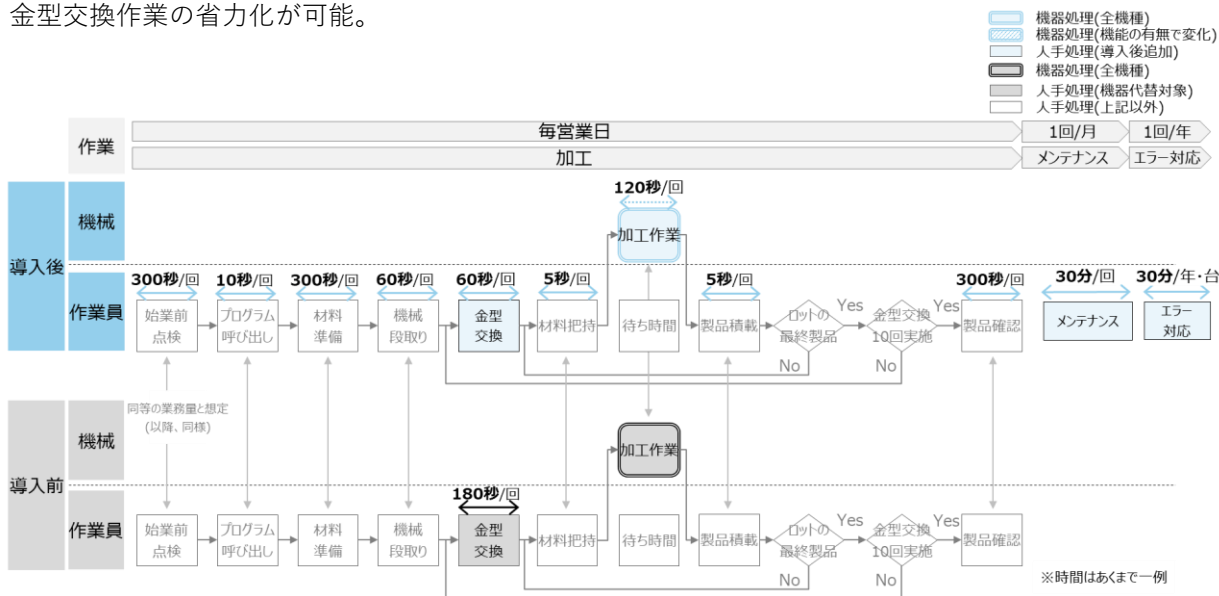 金型交換作業の省力化が可能。
機器処理(全機種)
機器処理(機能の有無で変化)
人手処理(導入後追加)
機器処理(全機種)
人手処理(機器代替対象)
人手処理(上記以外)
作業
毎営業日
1回/月
1回/年
加工
メンテナンス
エラー対応
導入後
機械
120秒/回
加工作業
作業員
300秒/回
10秒/回
300秒/回
60秒/回
60秒/回
5秒/回
5秒/回
300秒/回
30分/回
30分/年・台
始業前
点検
プログラム
呼び出し
材料
準備
機械
段取り
金型
交換
材料把持
待ち時間
製品積載
ロットの
最終製品
Yes
No
金型交換
10回実施
Yes
No
製品確認
メンテナンス
エラー
対応
同等の業務量と想定
(以降、同様)
導入前
機械
加工作業
作業員
180秒/回
始業前
点検
プログラム
呼び出し
材料
準備
機械
段取り
金型
交換
材料把持
待ち時間
製品積載
ロットの
最終製品
Yes
No
金型交換
10回実施
Yes
No
製品確認
※時間はあくまで一例